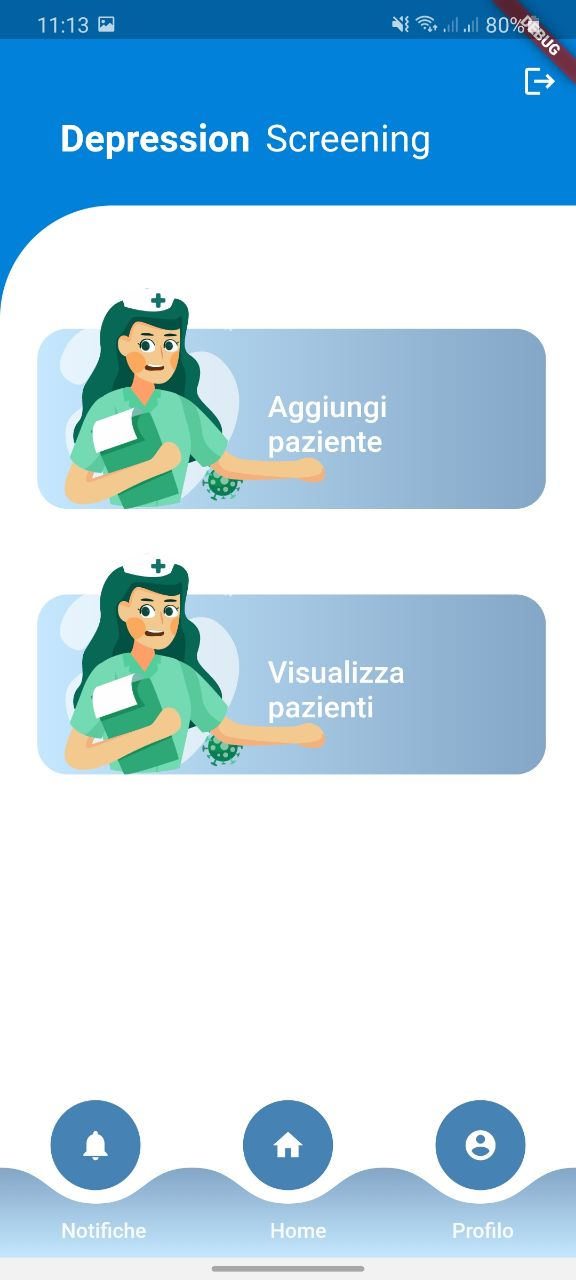 11:13 80%
DEBUG
Depression Screening
Aggiungi
paziente
Visualizza
pazienti
Notifiche Home Profilo